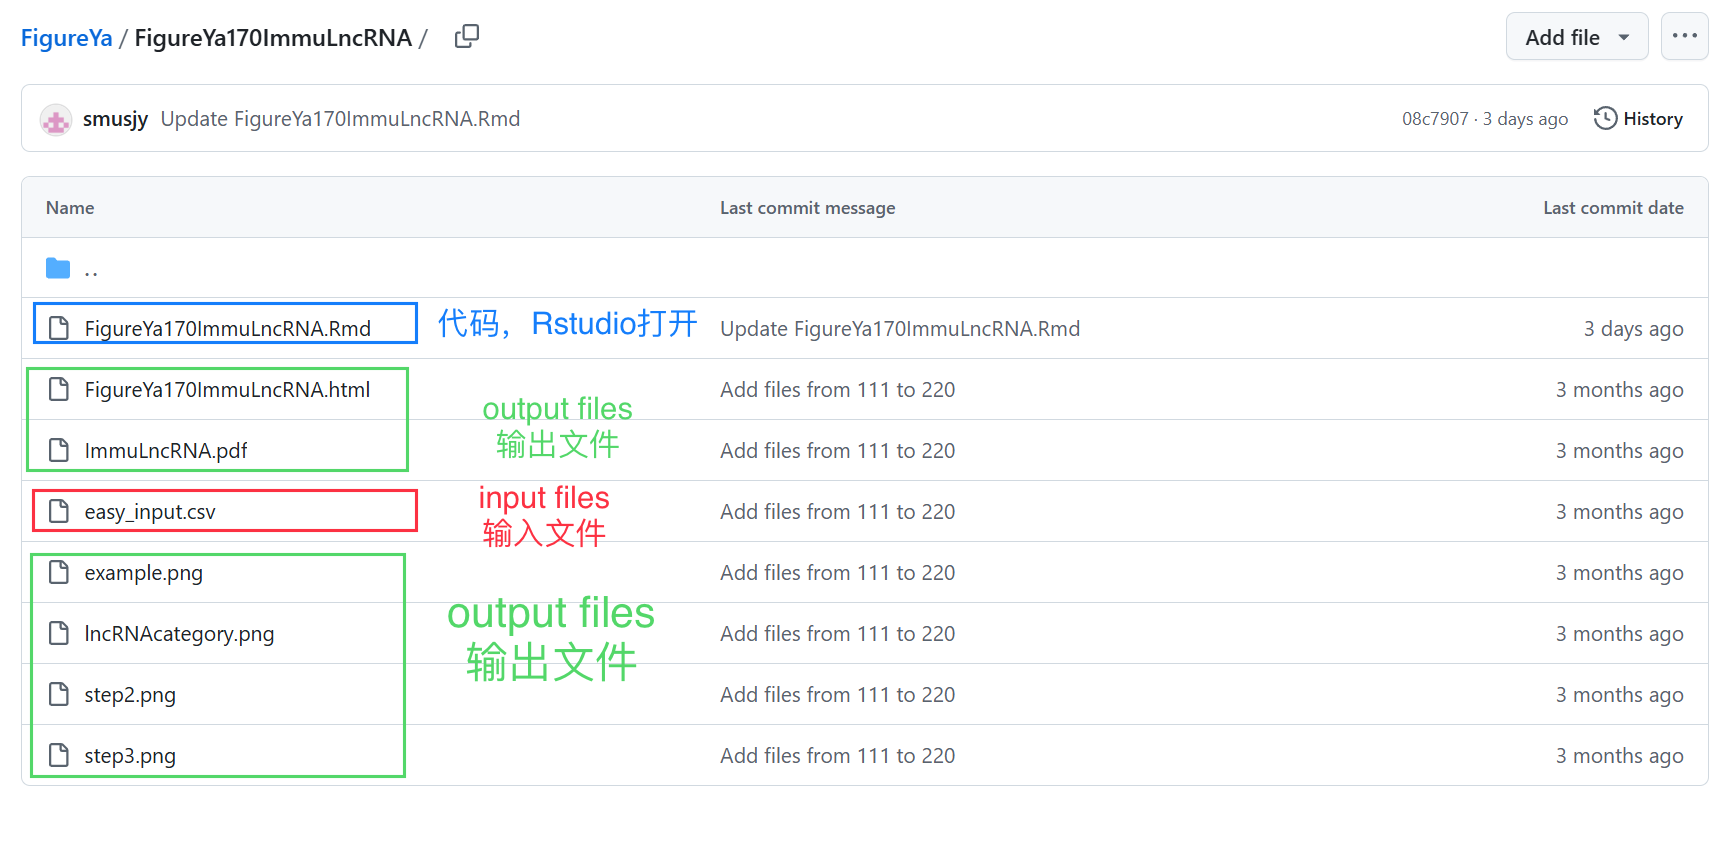 FigureYa / FigureYa170ImmuLncRNA /
Add file
smusjy Update FigureYa170ImmuLncRNA.Rmd
08c7907 · 3 days ago
History
Name Last commit message Last commit date
..
FigureYa170ImmuLncRNA.Rmd 代码，Rstudio打开 Update FigureYa170ImmuLncRNA.Rmd 3 days ago
FigureYa170ImmuLncRNA.html Add files from 111 to 220 3 months ago
output files
输出文件
ImmuLncRNA.pdf Add files from 111 to 220 3 months ago
input files
easy_input.csv Add files from 111 to 220 3 months ago
输入文件
example.png Add files from 111 to 220 3 months ago
output files
lncRNAcategory.png Add files from 111 to 220 3 months ago
输出文件
step2.png Add files from 111 to 220 3 months ago
step3.png Add files from 111 to 220 3 months ago